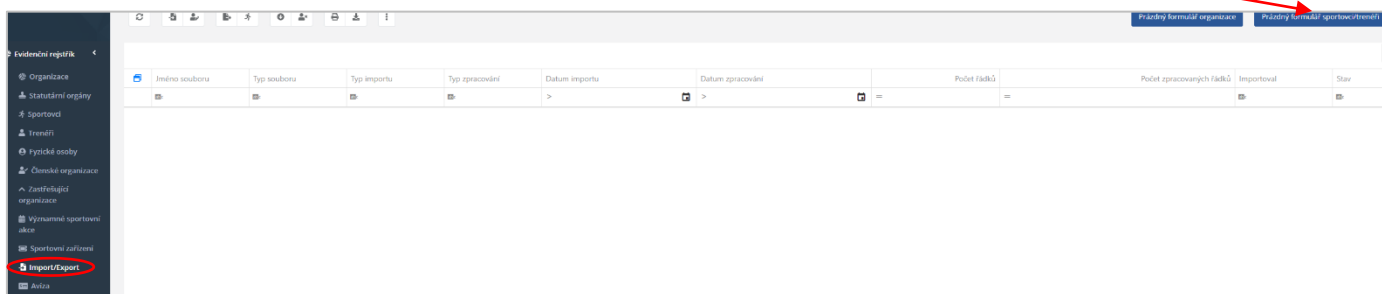 Prázdný formulář organizace
Prázdný formulář sportovci/trenéři
Evidenční rejstřík
Organizace
Statutární orgány
Sportovci
Trenéři
Fyzické osoby
Členské organizace
Zastřešující
organizace
Významné sportovní
akce
Sportovní zařízení
Import/Export
Avíza
Jméno souboru Typ souboru Typ importu Typ zpracování Datum importu Datum zpracování Počet řádků Počet zpracovaných řádků Importoval Stav
> > = =